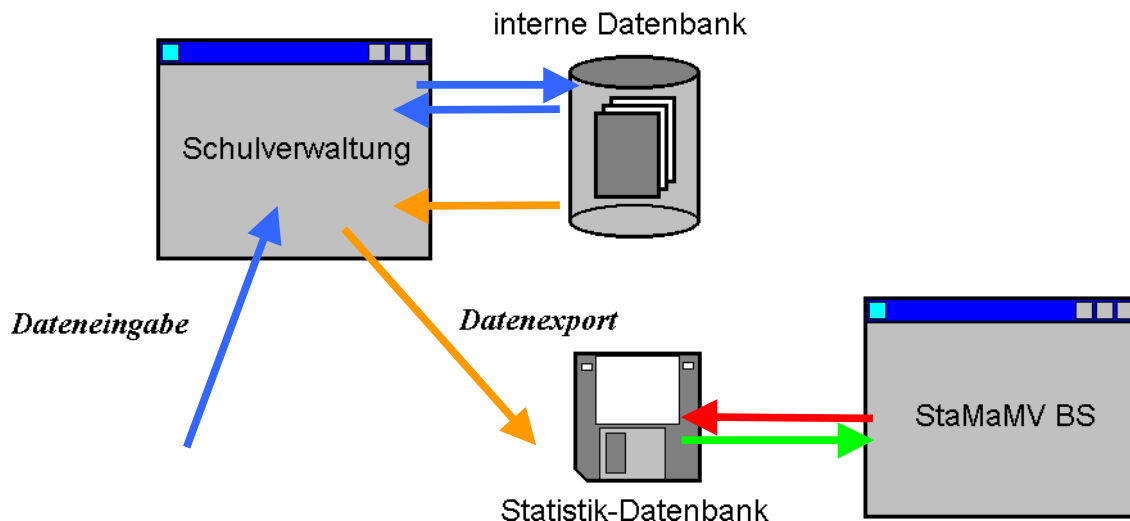 interne Datenbank
Schulverwaltung
Dateneingabe
Datenexport
StaMaMV BS
Statistik-Datenbank